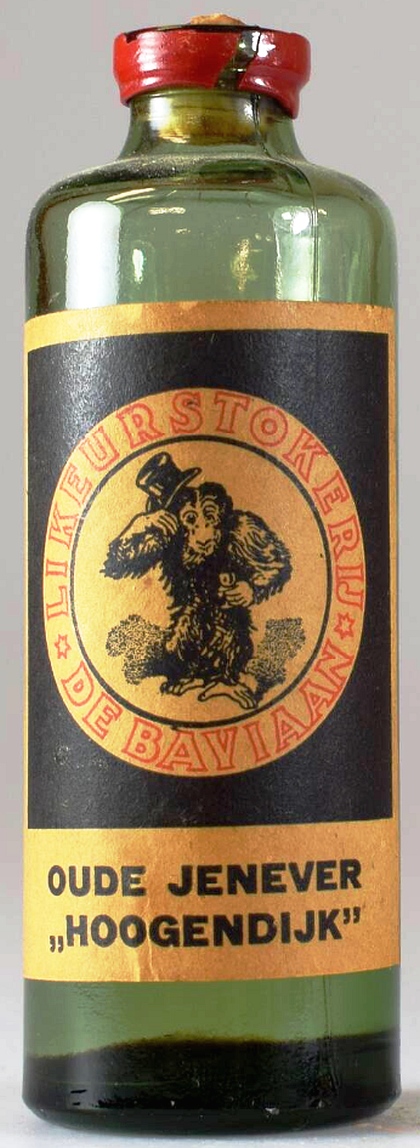 LIKEURSTOKERIJ
DE BAVIAAN
OUDE JENEVER
„HOOGENDIJK”